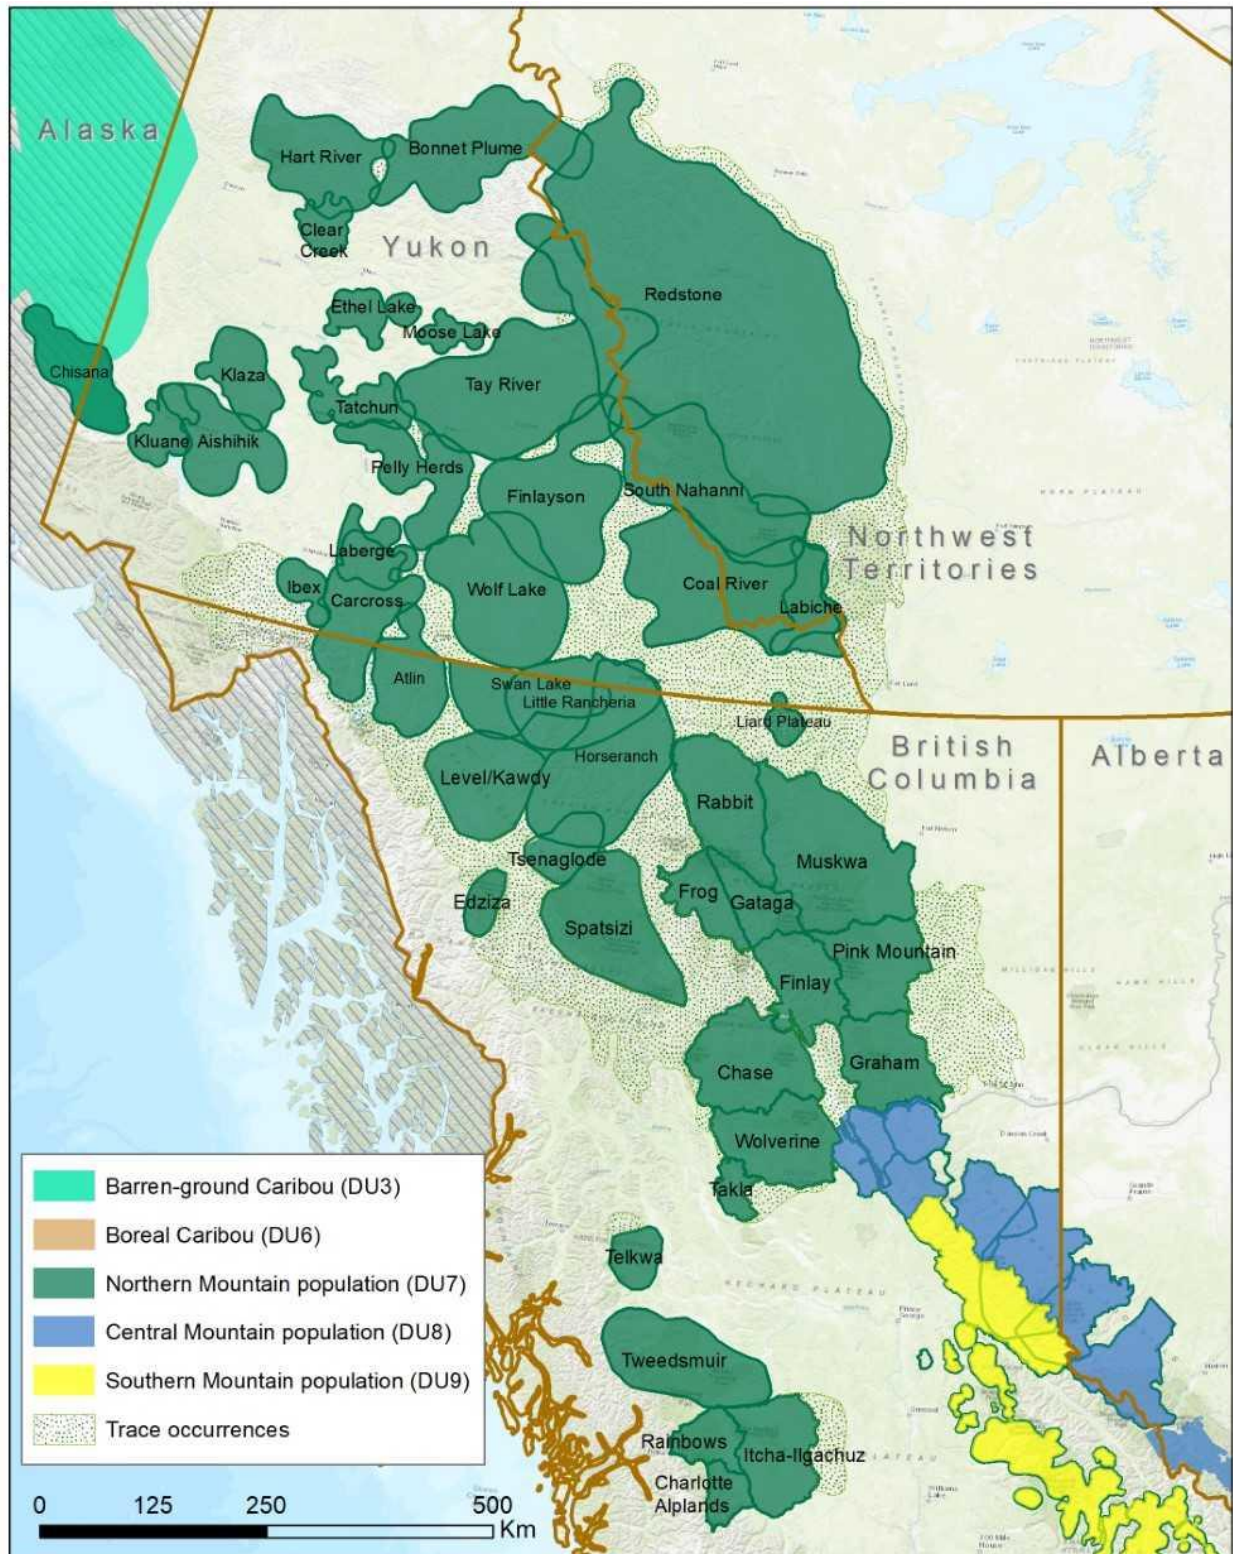 Alaska
Hart River
Bonnet Plume
Clear
Creek
Yukon
Redstone
Ethel Lake
Moose Lake
Chisana
Klaza
Tay River
Tatchun
Kluane
Aishihik
Pelly Herds
Finlayson
South Nahanni
Northwest
Territories
Laberge
Ibex
Carcross
Wolf Lake
Coal River
Labiche
Atlin
Swan Lake
Little Rancheria
Liard Plateau
British
Columbia
Alberta
Horseranch
Level/Kawdy
Rabbit
Muskwa
Tsenaglode
Edziza
Frog
Gataga
Spatsizi
Pink Mountain
Finlay
Chase
Graham
Wolverine
Takla
Telkwa
Tweedsmuir
Rainbows
Itcha-Ilgachuz
Charlotte
Alplands
Barren-ground Caribou (DU3)
Boreal Caribou (DU6)
Northern Mountain population (DU7)
Central Mountain population (DU8)
Southern Mountain population (DU9)
Trace occurrences
0 125 250 500
Km